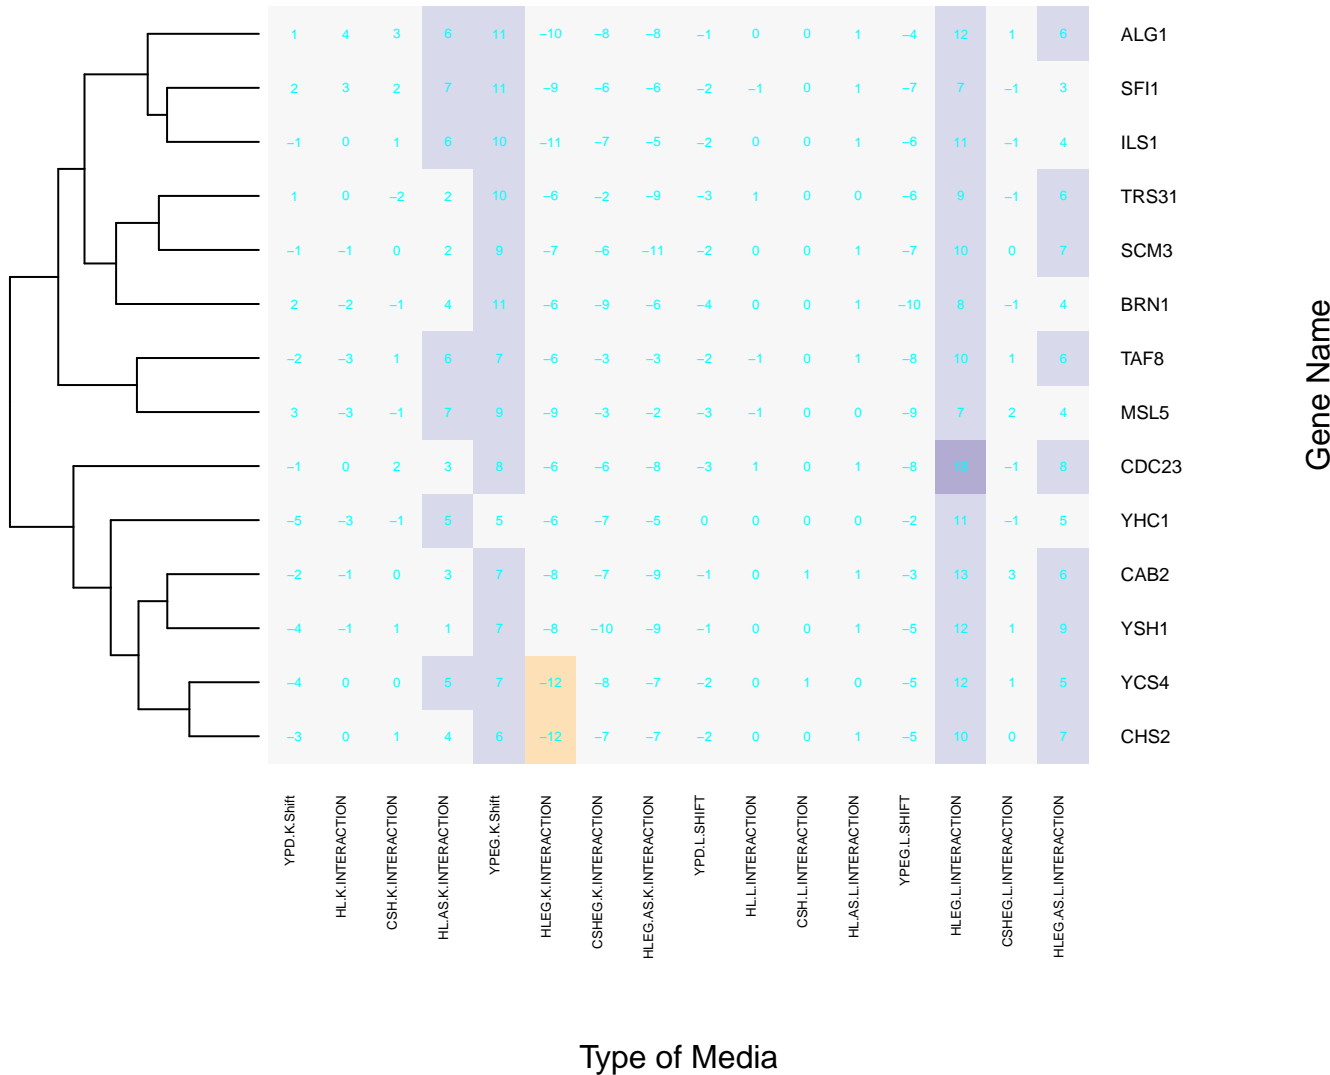 1 4 3 6 11 −10 −8 −8 −1 0 0 1 −4 12 1 6 ALG1
2 3 2 7 11 −9 −6 −6 −2 −1 0 1 −7 7 −1 3 SFI1
−1 0 1 6 10 −11 −7 −5 −2 0 0 1 −6 11 −1 4 ILS1
1 0 −2 2 10 −6 −2 −9 −3 1 0 0 −6 9 −1 6 TRS31
−1 −1 0 2 9 −7 −6 −11 −2 0 0 1 −7 10 0 7 SCM3
2 −2 −1 4 11 −6 −9 −6 −4 0 0 1 −10 8 −1 4 BRN1
−2 −3 1 6 7 −6 −3 −3 −2 −1 0 1 −8 10 1 6 TAF8
3 −3 −1 7 9 −9 −3 −2 −3 −1 0 0 −9 7 2 4 MSL5
−1 0 2 3 8 −6 −6 −8 −3 1 0 1 −8 18 −1 8 CDC23
−5 −3 −1 5 5 −6 −7 −5 0 0 0 0 −2 11 −1 5 YHC1
−2 −1 0 3 7 −8 −7 −9 −1 0 1 1 −3 13 3 6 CAB2
−4 −1 1 1 7 −8 −10 −9 −1 0 0 1 −5 12 1 9 YSH1
−4 0 0 5 7 −12 −8 −7 −2 0 1 0 −5 12 1 5 YCS4
−3 0 1 4 6 −12 −7 −7 −2 0 0 1 −5 10 0 7 CHS2
Gene Name
YPD.K.Shift
HL.K.INTERACTION
CSH.K.INTERACTION
HL.AS.K.INTERACTION
YPEG.K.Shift
HLEG.K.INTERACTION
CSHEG.K.INTERACTION
HLEG.AS.K.INTERACTION
YPD.L.SHIFT
HL.L.INTERACTION
CSH.L.INTERACTION
HL.AS.L.INTERACTION
YPEG.L.SHIFT
HLEG.L.INTERACTION
CSHEG.L.INTERACTION
HLEG.AS.L.INTERACTION
Type of Media